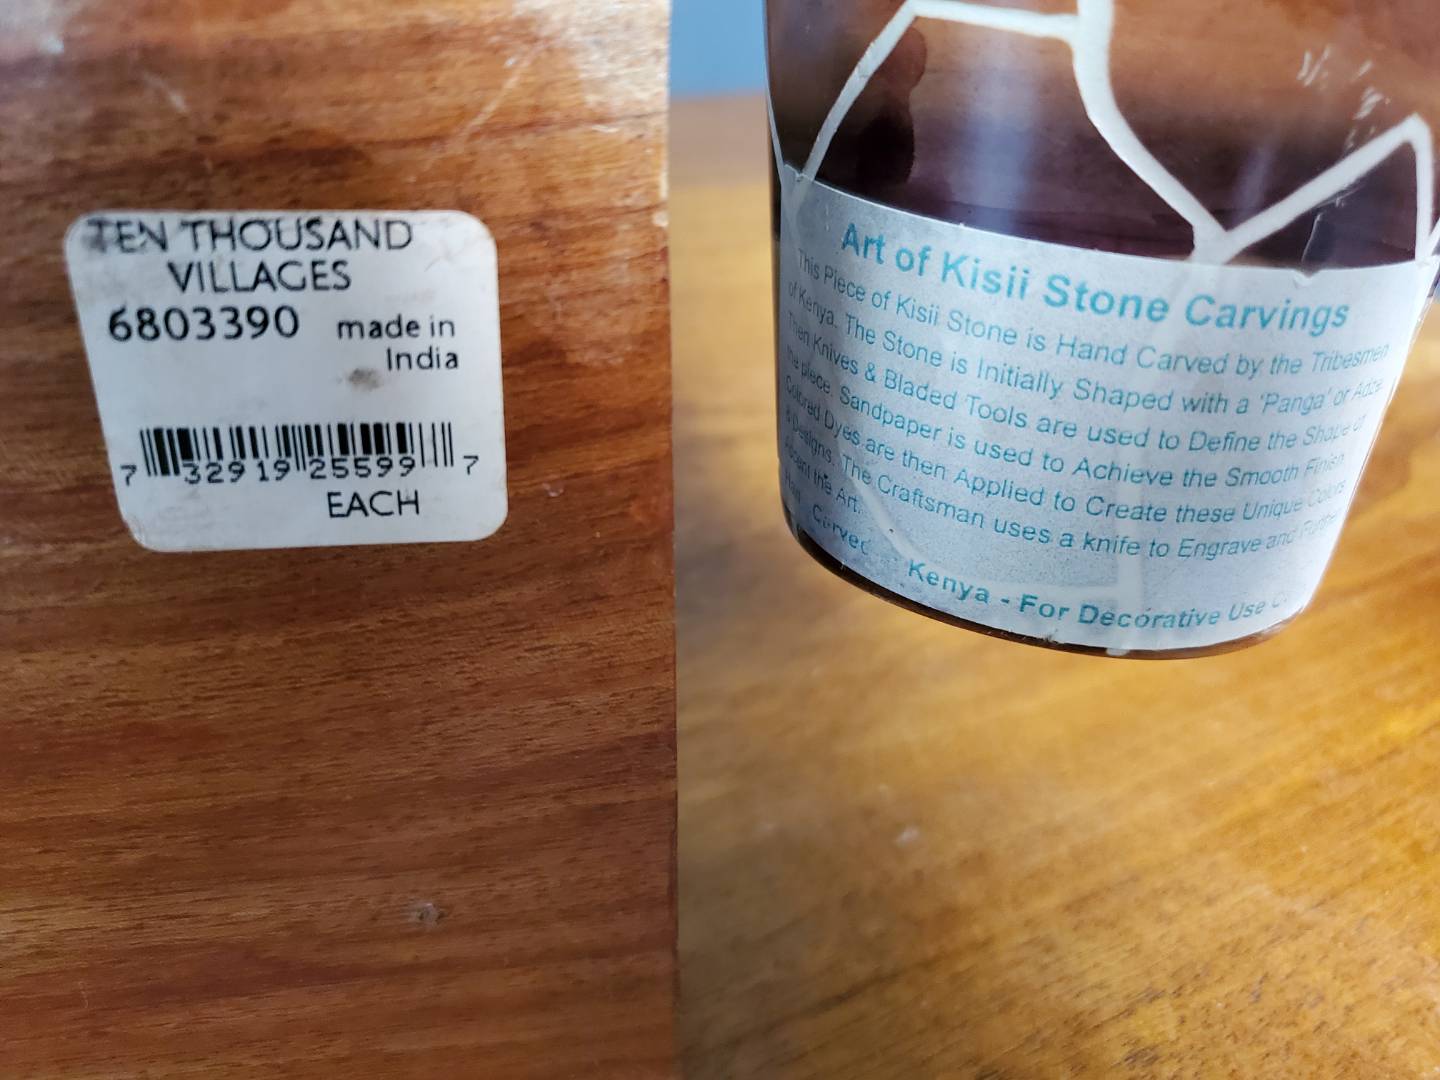 TEN THOUSAND
VILLAGES
6803390 made in
India
7 32919 25599 7
EACH
Art of Kisii Stone Carvings
This Piece of Kisii Stone is Hand Carved by the Tribesmen
of Kenya. The Stone is Initially Shaped with a 'Panga' or Adze.
Then Knives & Bladed Tools are used to Define the Shape of
the piece. Sandpaper is used to Achieve the Smooth Finish.
Colored Dyes are then Applied to Create these Unique Colors
& Designs. The Craftsman uses a knife to Engrave and Further
Accent the Art.
Carved Kenya - For Decorative Use